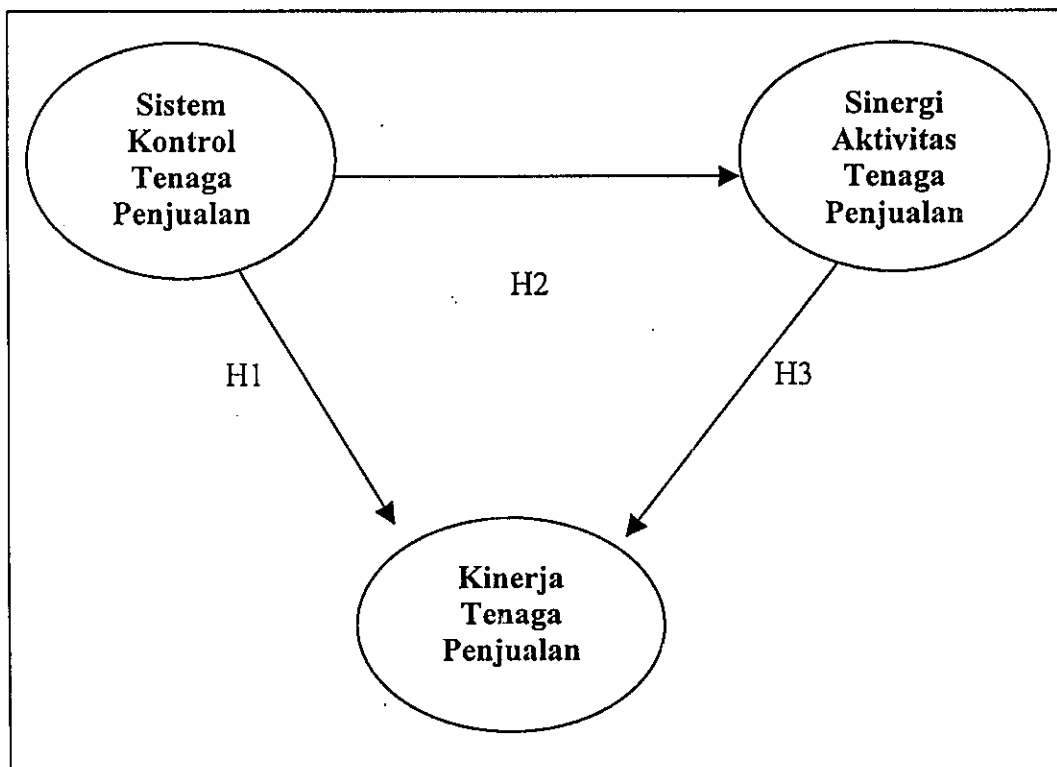 Sistem
Kontrol
Tenaga
Penjualan
Sinergi
Aktivitas
Tenaga
Penjualan
H2
H1
H3
Kinerja
Tenaga
Penjualan